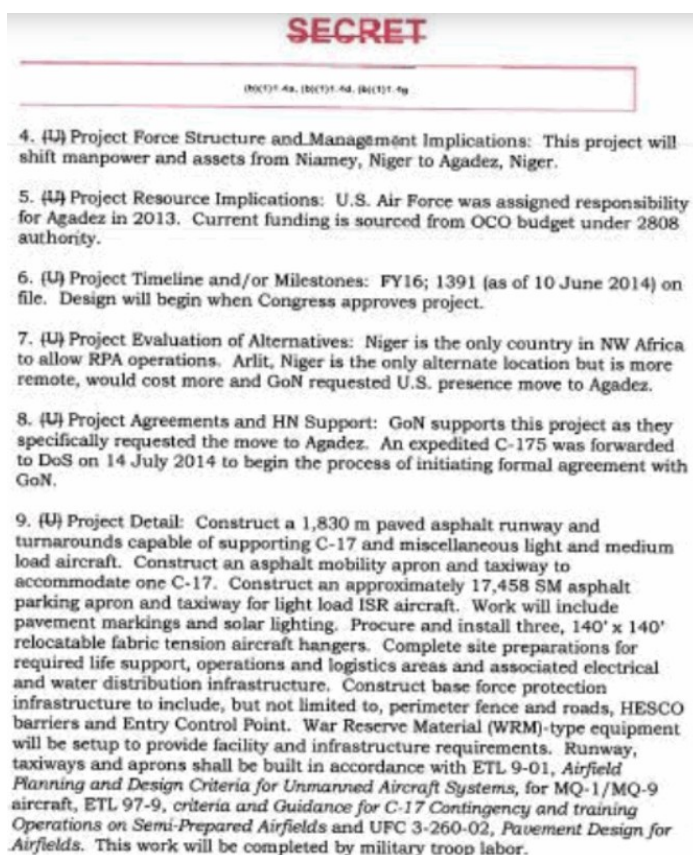 SECRET
(b)(1)1.4a, (b)(1)1.4d, (b)(1)1.4g
4. (U) Project Force Structure and Management Implications: This project will
shift manpower and assets from Niamey, Niger to Agadez, Niger.
5. (U) Project Resource Implications: U.S. Air Force was assigned responsibility
for Agadez in 2013. Current funding is sourced from OCO budget under 2808
authority.
6. (U) Project Timeline and/or Milestones: FY16; 1391 (as of 10 June 2014) on
file. Design will begin when Congress approves project.
7. (U) Project Evaluation of Alternatives: Niger is the only country in NW Africa
to allow RPA operations. Arlit, Niger is the only alternate location but is more
remote, would cost more and GoN requested U.S. presence move to Agadez.
8. (U) Project Agreements and HN Support: GoN supports this project as they
specifically requested the move to Agadez. An expedited C-175 was forwarded
to DoS on 14 July 2014 to begin the process of initiating formal agreement with
GoN.
9. (U) Project Detail: Construct a 1,830 m paved asphalt runway and
turnarounds capable of supporting C-17 and miscellaneous light and medium
load aircraft. Construct an asphalt mobility apron and taxiway to
accommodate one C-17. Construct an approximately 17,458 SM asphalt
parking apron and taxiway for light load ISR aircraft. Work will include
pavement markings and solar lighting. Procure and install three, 140' x 140'
relocatable fabric tension aircraft hangers. Complete site preparations for
required life support, operations and logistics areas and associated electrical
and water distribution infrastructure. Construct base force protection
infrastructure to include, but not limited to, perimeter fence and roads, HESCO
barriers and Entry Control Point. War Reserve Material (WRM)-type equipment
will be setup to provide facility and infrastructure requirements. Runway,
taxiways and aprons shall be built in accordance with ETL 9-01, Airfield
Planning and Design Criteria for Unmanned Aircraft Systems, for MQ-1/MQ-9
aircraft, ETL 97-9, criteria and Guidance for C-17 Contingency and training
Operations on Semi-Prepared Airfields and UFC 3-260-02, Pavement Design for
Airfields. This work will be completed by military troop labor.